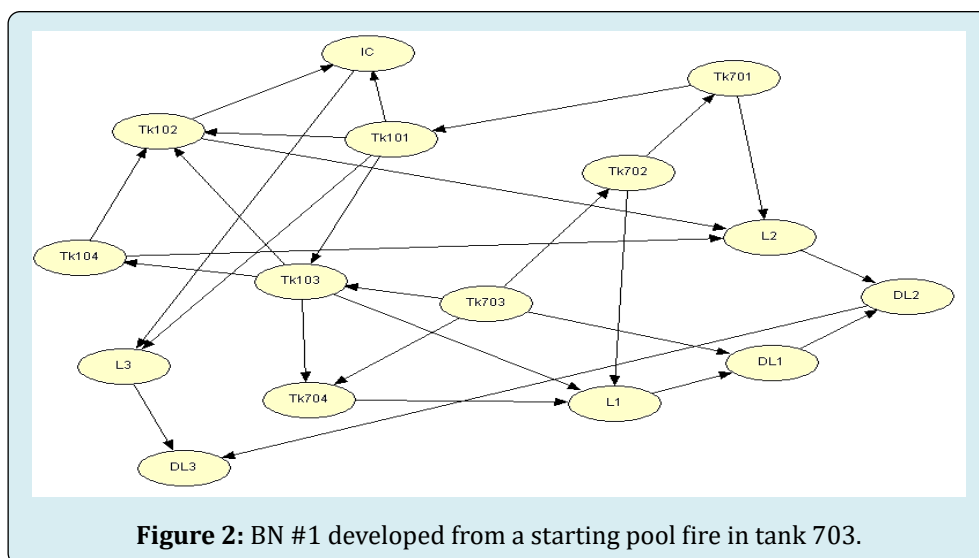 IC
Tk701
Tk102
Tk101
Tk702
L2
Tk104
Tk103
Tk703
DL2
L3
DL1
Tk704
L1
DL3
Figure 2: BN #1 developed from a starting pool fire in tank 703.